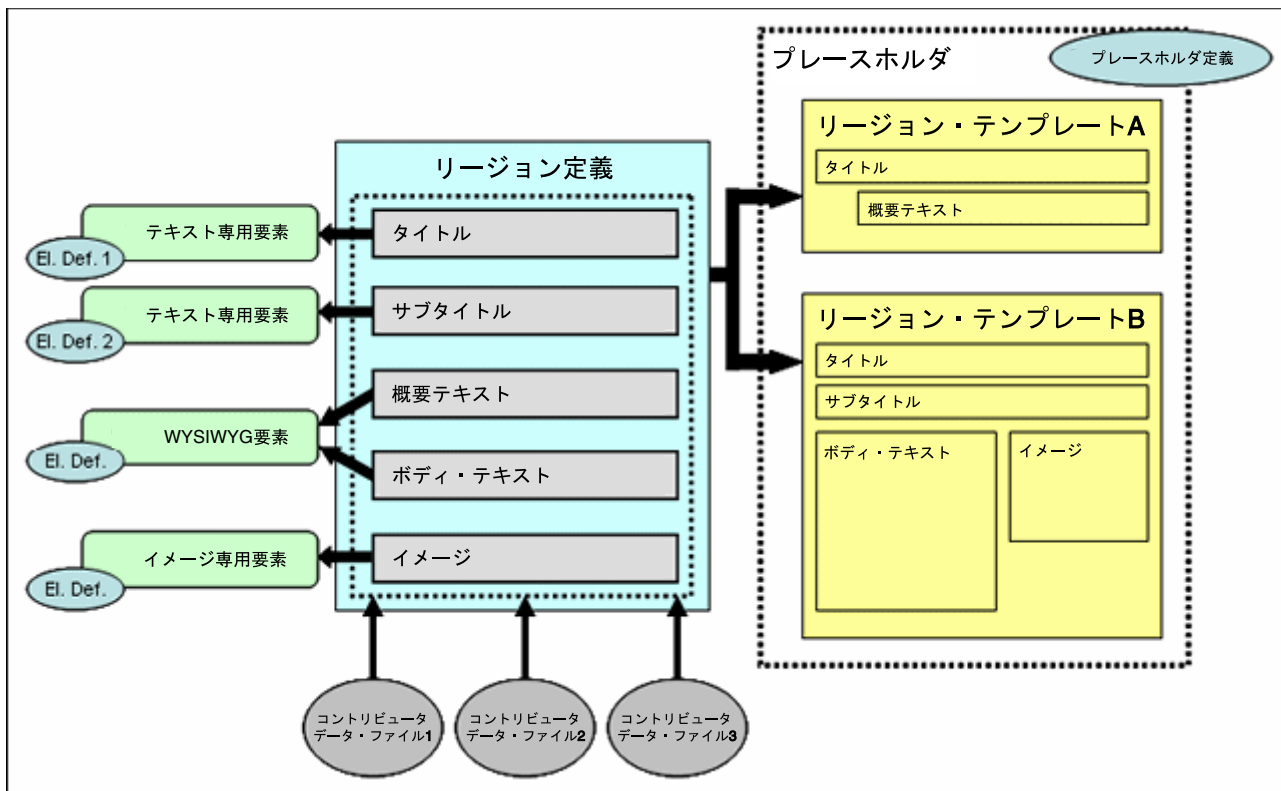 プレースホルダ
プレースホルダ定義
リージョン・テンプレートA
タイトル
概要テキスト
リージョン・テンプレートB
タイトル
サブタイトル
ボディ・テキスト
イメージ
リージョン定義
タイトル
サブタイトル
概要テキスト
ボディ・テキスト
イメージ
テキスト専用要素
El. Def. 1
テキスト専用要素
El. Def. 2
WYSIWYG要素
El. Def.
イメージ専用要素
El. Def.
コントリビュータ
データ・ファイル1
コントリビュータ
データ・ファイル2
コントリビュータ
データ・ファイル3